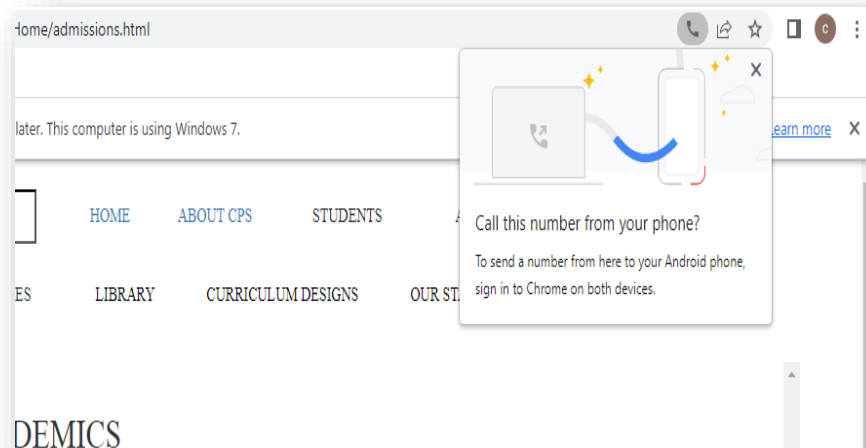 Home/admissions.html
C
later. This computer is using Windows 7.
Learn more
HOME ABOUT CPS STUDENTS A
Call this number from your phone?
To send a number from here to your Android phone,
sign in to Chrome on both devices.
ES LIBRARY CURRICULUM DESIGNS OUR ST
DEMICS